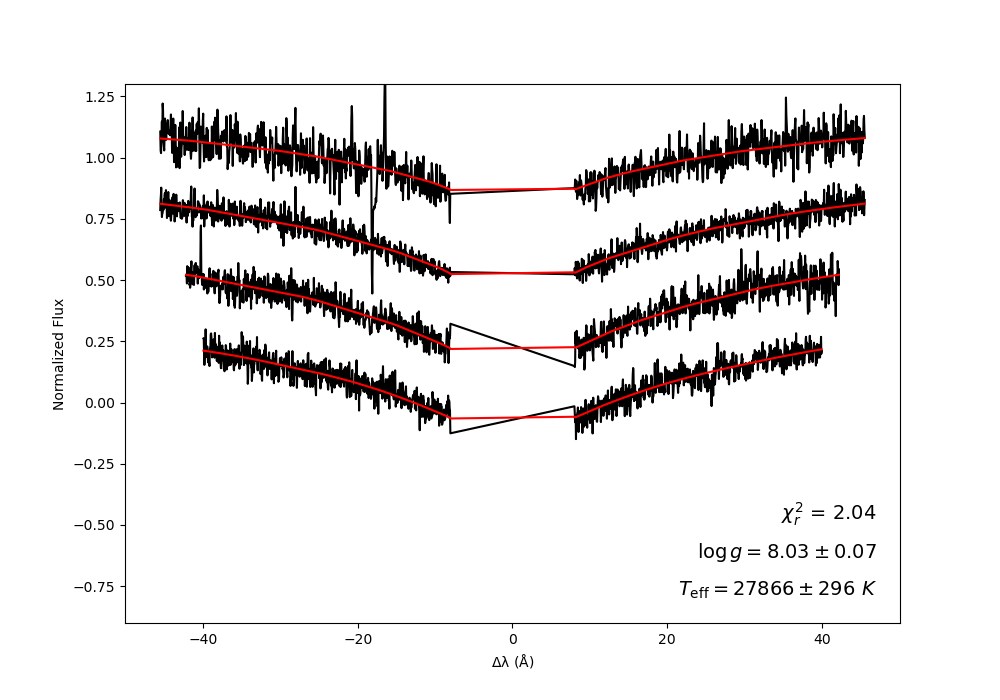 1.25
1.00
0.75
0.50
0.25
0.00
−0.25
−0.50
−0.75
Normalized Flux
χ²ᵣ = 2.04
log g = 8.03 ± 0.07
T_eff = 27866 ± 296 K
−40 −20 0 20 40
Δλ (Å)